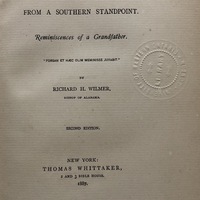 FROM A SOUTHERN STANDPOINT.
Reminiscences of a Grandfather.
"FORSAN ET HÆC OLIM MEMINISSE JUVABIT."
BY
RICHARD H. WILMER,
BISHOP OF ALABAMA
SECOND EDITION.
NEW YORK:
THOMAS WHITTAKER,
2 AND 3 BIBLE HOUSE.
1887.